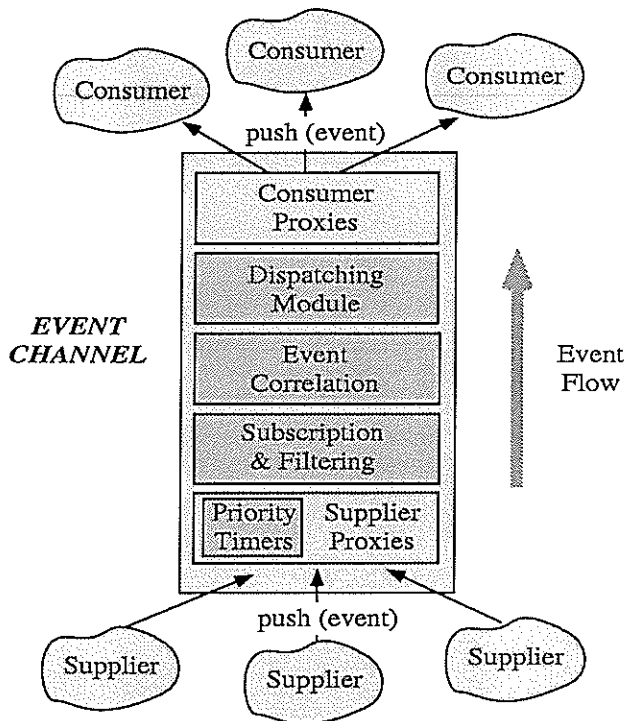 Consumer
Consumer
Consumer
push (event)
Consumer
Proxies
Dispatching
Module
EVENT
CHANNEL
Event
Correlation
Event
Flow
Subscription
& Filtering
Priority
Timers
Supplier
Proxies
push (event)
Supplier
Supplier
Supplier